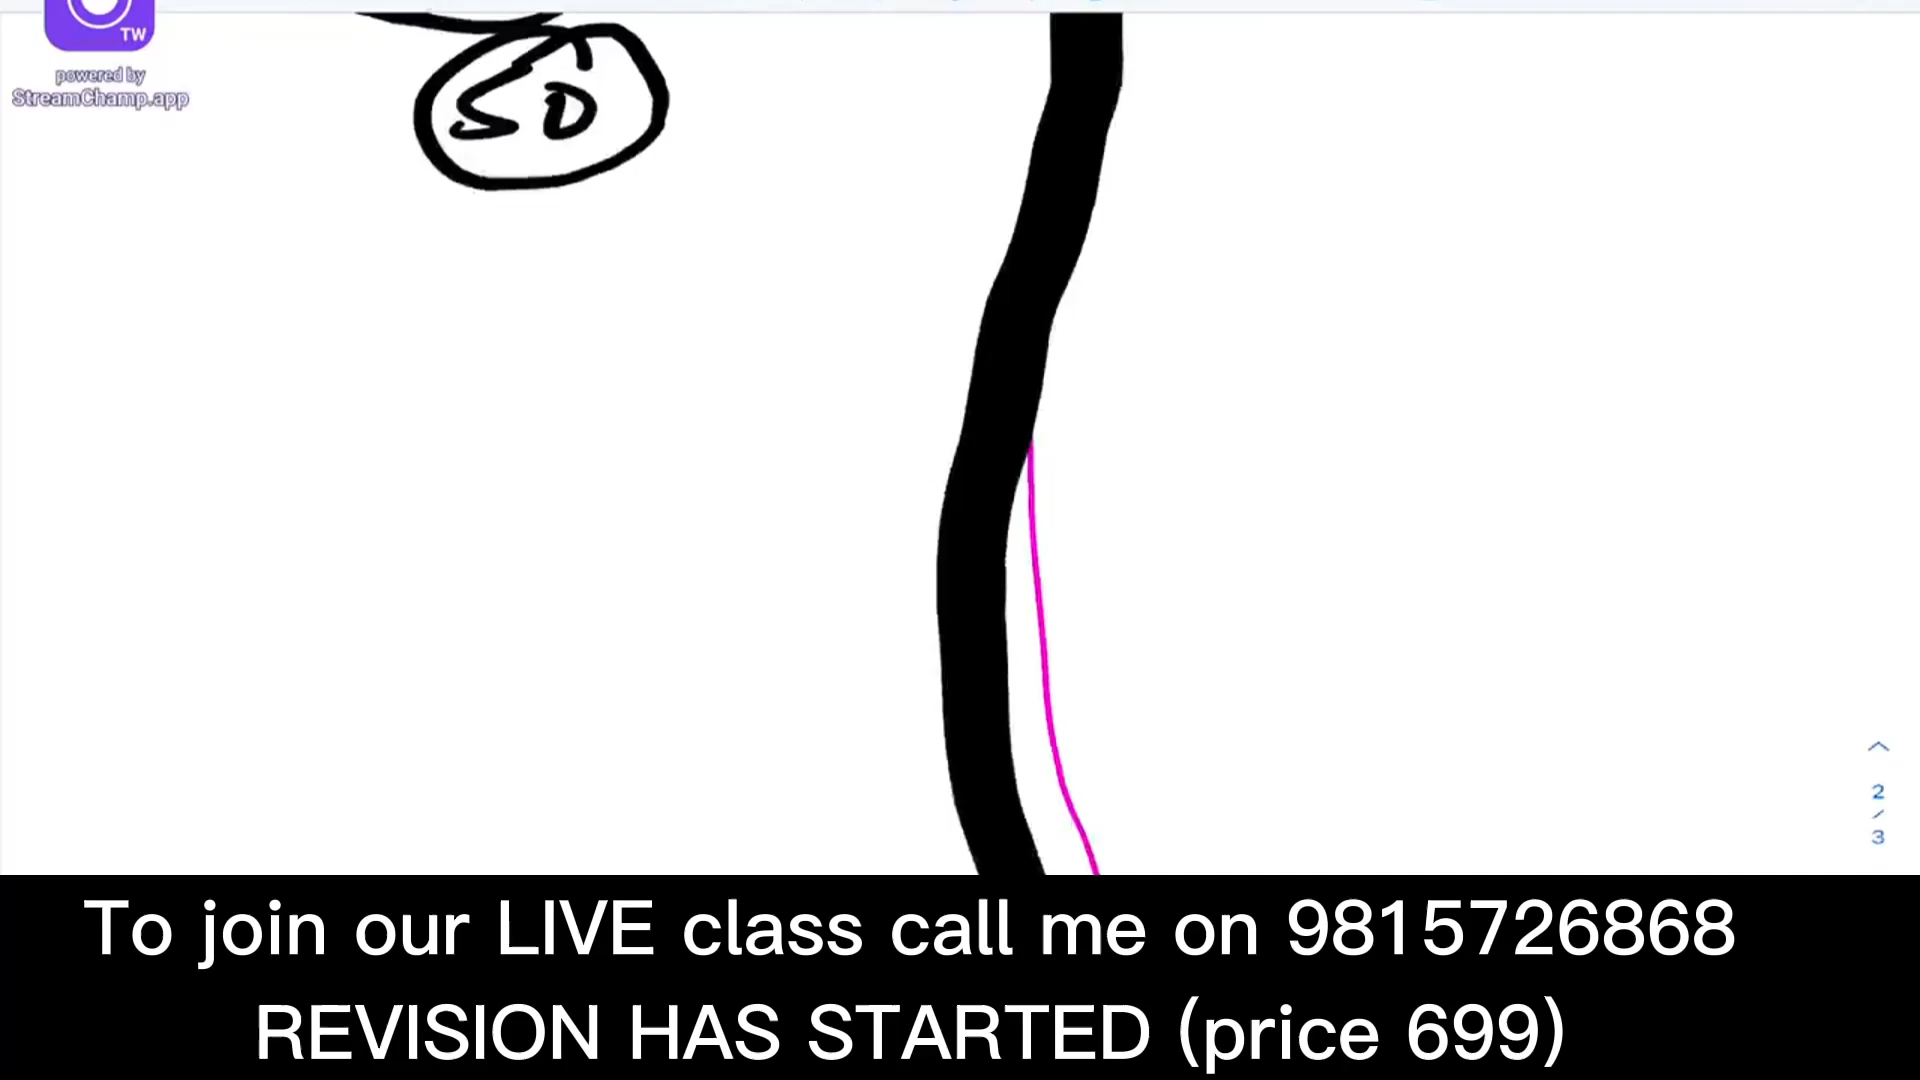 TW
powered by
StreamChamp.app
50
2
/
3
To join our LIVE class call me on 9815726868
REVISION HAS STARTED (price 699)